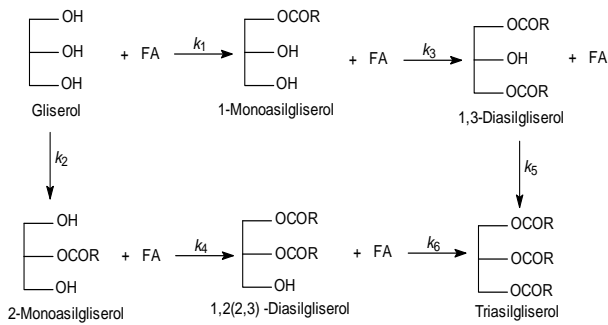 OH
OH
OH
Gliserol
+ FA
k1
OCOR
OH
OH
1-Monoasilgliserol
+ FA
k3
OCOR
OH
OCOR
1,3-Diasilgliserol
+ FA
k2
k5
OH
OCOR
OH
2-Monoasilgliserol
+ FA
k4
OCOR
OCOR
OH
1,2(2,3) -Diasilgliserol
+ FA
k6
OCOR
OCOR
OCOR
Triasilgliserol